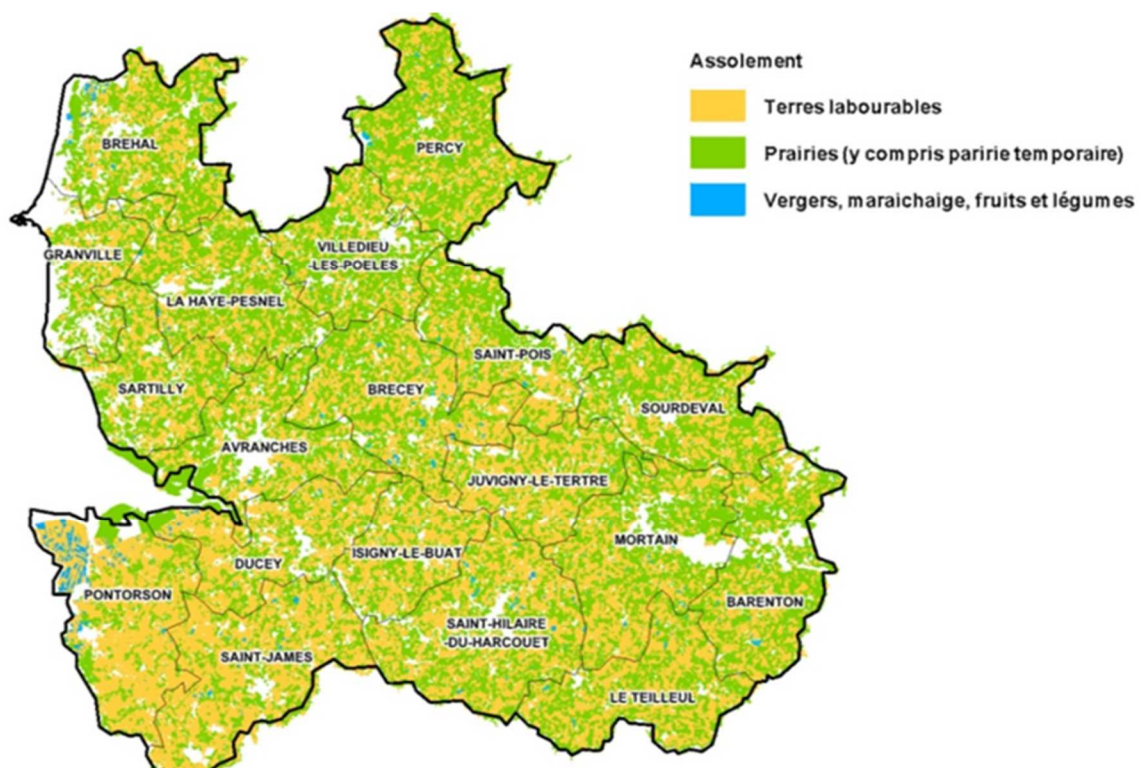 Assolement
Terres labourables
Prairies (y compris paririe temporaire)
Vergers, maraichaige, fruits et légumes
BREHAL
PERCY
GRANVILLE
VILLEDIEU
-LES-POELES
LA HAYE-PESNEL
SAINT-POIS
SARTILLY
BRECEY
SOURDEVAL
AVRANCHES
JUVIGNY-LE-TERTRE
MORTAIN
ISIGNY-LE-BUAT
DUCEY
PONTORSON
BARENTON
SAINT-HILAIRE
-DU-HARCOUET
SAINT-JAMES
LE TEILLEUL